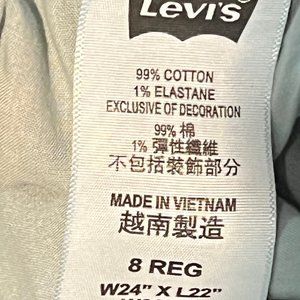 Levi's
99% COTTON
1% ELASTANE
EXCLUSIVE OF DECORATION
99% 棉
1% 彈性纖維
不包括裝飾部分
MADE IN VIETNAM
越南製造
8 REG
W24" X L22"